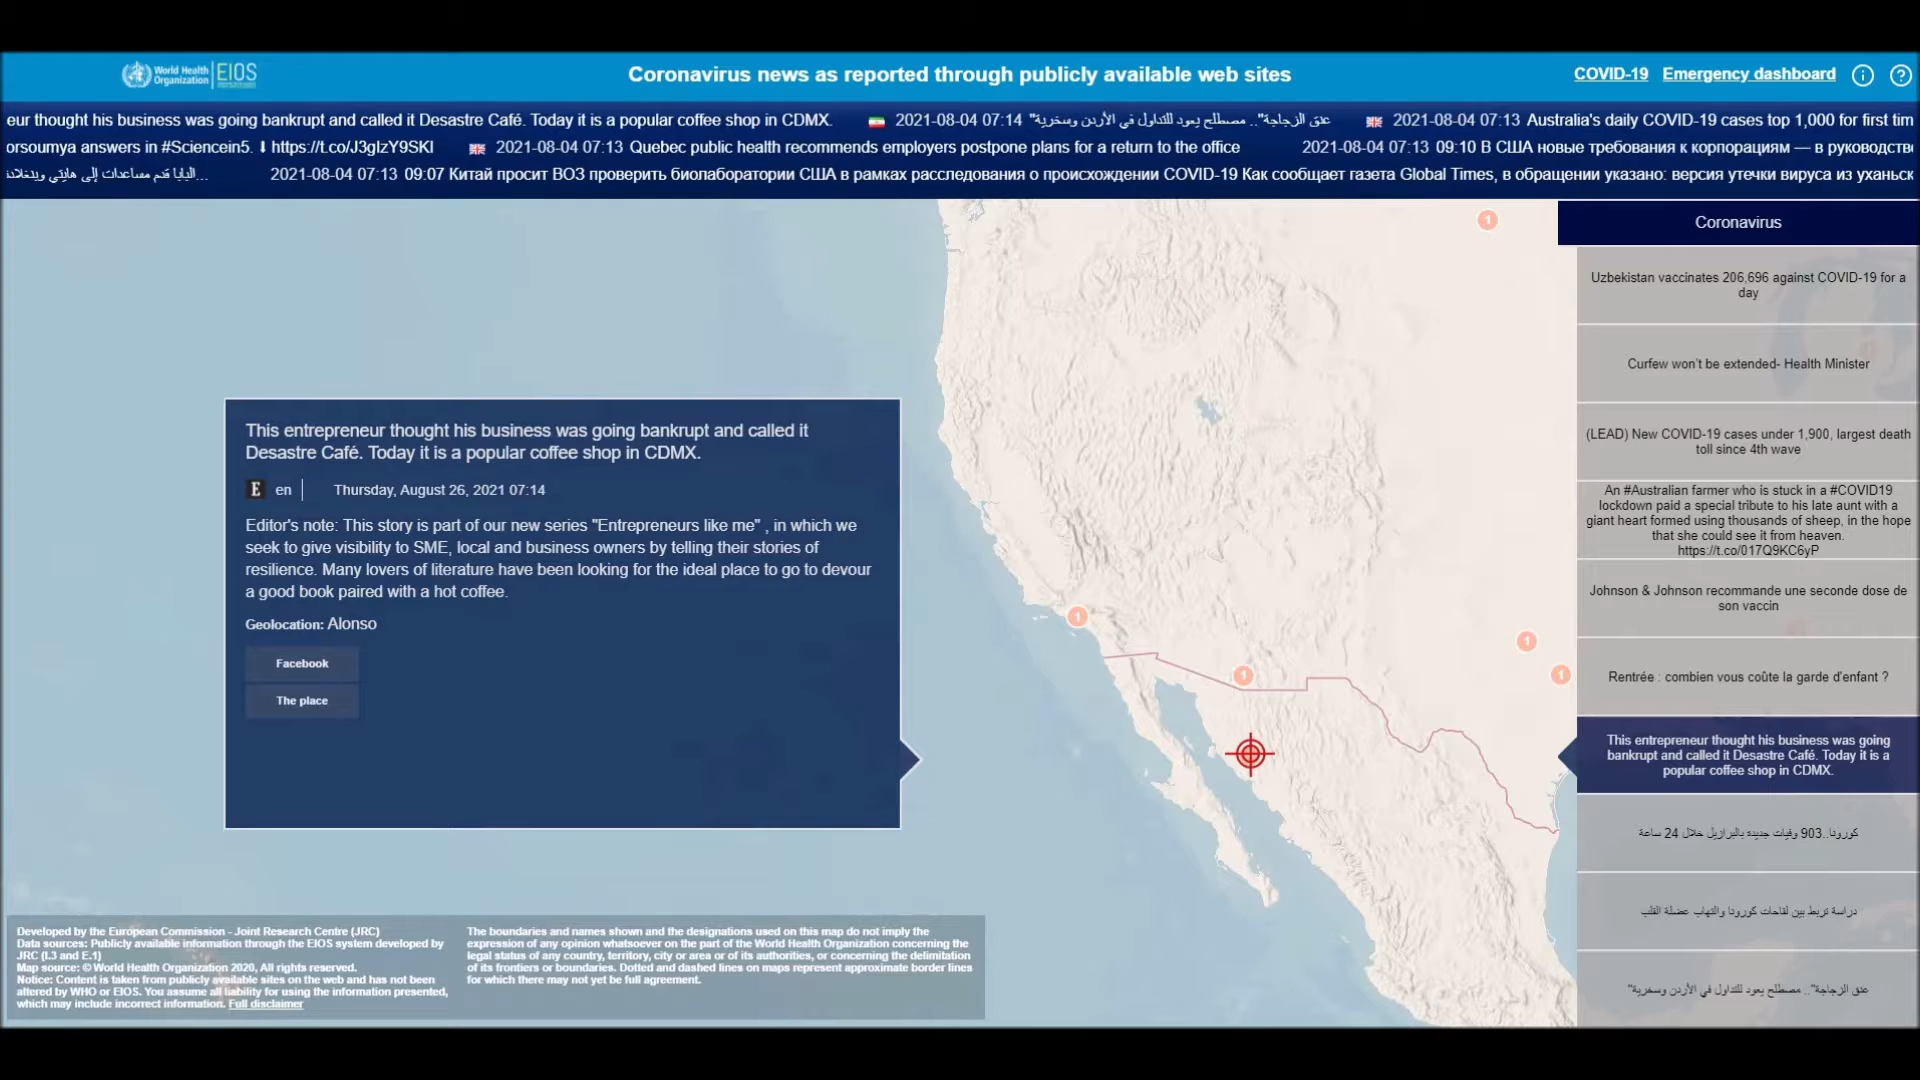 World Health
Organization
EIOS
Coronavirus news as reported through publicly available web sites
COVID-19
Emergency dashboard
eur thought his business was going bankrupt and called it Desastre Café. Today it is a popular coffee shop in CDMX.
2021-08-04 07:14 "عنق الزجاجة".. مصطلح يعود للتداول في الأردن وسخرية
2021-08-04 07:13 Australia's daily COVID-19 cases top 1,000 for first tim
orsoumya answers in #Sciencein5. ⬇ https://t.co/J3gIzY9SKI
2021-08-04 07:13 Quebec public health recommends employers postpone plans for a return to the office
2021-08-04 07:13 09:10 В США новые требования к корпорациям — в руководств
البابا قدم مساعدات إلى هايتي وبنغلاد...
2021-08-04 07:13 09:07 Китай просит ВОЗ проверить биолаборатории США в рамках расследования о происхождении COVID-19 Как сообщает газета Global Times, в обращении указано: версия утечки вируса из уханьск
1
1
1
1
1
This entrepreneur thought his business was going bankrupt and called it
Desastre Café. Today it is a popular coffee shop in CDMX.
E en
Thursday, August 26, 2021 07:14
Editor's note: This story is part of our new series "Entrepreneurs like me" , in which we
seek to give visibility to SME, local and business owners by telling their stories of
resilience. Many lovers of literature have been looking for the ideal place to go to devour
a good book paired with a hot coffee.
Geolocation: Alonso
Facebook
The place
Coronavirus
Uzbekistan vaccinates 206,696 against COVID-19 for a
day
Curfew won't be extended- Health Minister
(LEAD) New COVID-19 cases under 1,900, largest death
toll since 4th wave
An #Australian farmer who is stuck in a #COVID19
lockdown paid a special tribute to his late aunt with a
giant heart formed using thousands of sheep, in the hope
that she could see it from heaven.
https://t.co/017Q9KC6yP
Johnson & Johnson recommande une seconde dose de
son vaccin
Rentrée : combien vous coûte la garde d'enfant ?
This entrepreneur thought his business was going
bankrupt and called it Desastre Café. Today it is a
popular coffee shop in CDMX.
كورونا..903 وفيات جديده بالبرازيل خلال 24 ساعة
دراسة تربط بين لقاحات كورونا والتهاب عضلة القلب
"عنق الزجاجة".. مصطلح يعود للتداول في الأردن وسخرية
Developed by the European Commission - Joint Research Centre (JRC)
Data sources: Publicly available information through the EIOS system developed by
JRC (I.3 and E.1)
Map source: © World Health Organization 2020, All rights reserved.
Notice: Content is taken from publicly available sites on the web and has not been
altered by WHO or EIOS. You assume all liability for using the information presented,
which may include incorrect information. Full disclaimer
The boundaries and names shown and the designations used on this map do not imply the
expression of any opinion whatsoever on the part of the World Health Organization concerning the
legal status of any country, territory, city or area or of its authorities, or concerning the delimitation
of its frontiers or boundaries. Dotted and dashed lines on maps represent approximate border lines
for which there may not yet be full agreement.